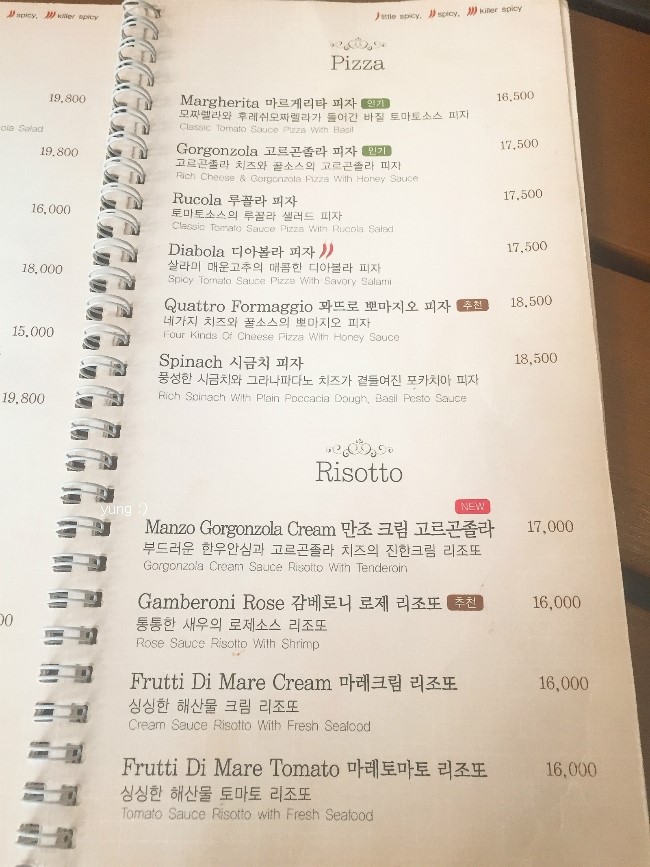 spicy, killer spicy
19,800
ola Salad
19,800
16,000
18,000
15,000
19,800
00
little spicy, spicy, killer spicy
Pizza
Margherita 마르게리타 피자 인기 16,500
모짜렐라와 후레쉬모짜렐라가 들어간 바질 토마토소스 피자
Classic Tomato Sauce Pizza With Basil
Gorgonzola 고르곤졸라 피자 인기 17,500
고르곤졸라 치즈와 꿀소스의 고르곤졸라 피자
Rich Cheese & Gorgonzola Pizza With Honey Sauce
Rucola 루꼴라 피자 17,500
토마토소스의 루꼴라 샐러드 피자
Classic Tomato Sauce Pizza With Rucola Salad
Diabola 디아볼라 피자 17,500
살라미 매운고추의 매콤한 디아볼라 피자
Spicy Tomato Sauce Pizza With Savory Salami
Quattro Formaggio 꽈뜨로 뽀마지오 피자 추천 18,500
네가지 치즈와 꿀소스의 뽀마지오 피자
Four Kinds Of Cheese Pizza With Honey Sauce
Spinach 시금치 피자 18,500
풍성한 시금치와 그라나파다노 치즈가 곁들여진 포카치아 피자
Rich Spinach With Plain Poccacia Dough, Basil Pesto Sauce
Risotto
NEW
Manzo Gorgonzola Cream 만조 크림 고르곤졸라 17,000
부드러운 한우안심과 고르곤졸라 치즈의 진한크림 리조또
Gorgonzola Cream Sauce Risotto With Tenderoin
Gamberoni Rose 감베로니 로제 리조또 추천 16,000
통통한 새우의 로제소스 리조또
Rose Sauce Risotto With Shrimp
Frutti Di Mare Cream 마레크림 리조또 16,000
싱싱한 해산물 크림 리조또
Cream Sauce Risotto With Fresh Seafood
Frutti Di Mare Tomato 마레토마토 리조또 16,000
싱싱한 해산물 토마토 리조또
Tomato Sauce Risotto with Fresh Seafood
yung :)